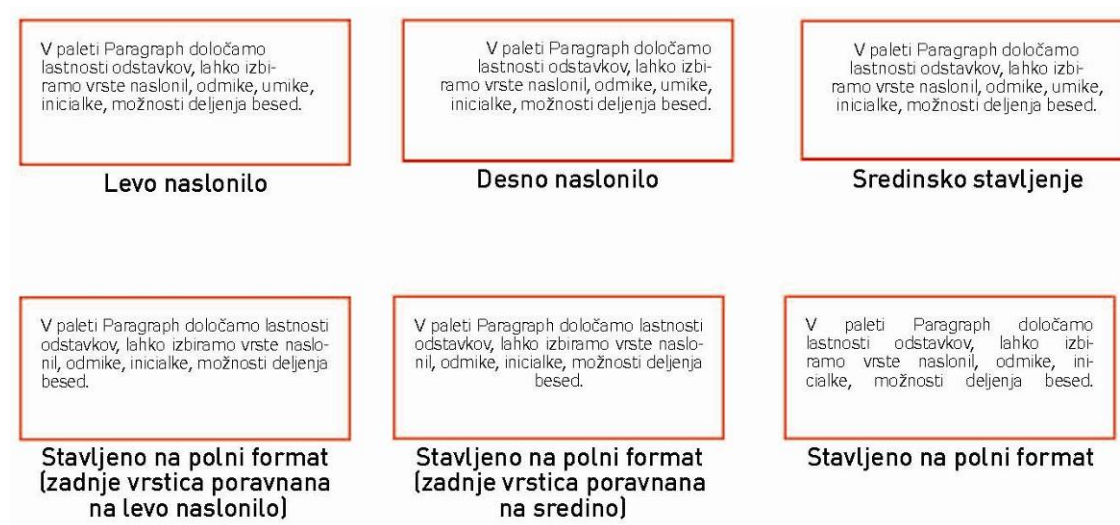 V paleti Paragraph določamo
lastnosti odstavkov, lahko izbi-
ramo vrste naslonil, odmike, umike,
inicialke, možnosti deljenja besed.
Levo naslonilo
V paleti Paragraph določamo
lastnosti odstavkov, lahko izbi-
ramo vrste naslonil, odmike, umike,
inicialke, možnosti deljenja besed.
Desno naslonilo
V paleti Paragraph določamo
lastnosti odstavkov, lahko izbi-
ramo vrste naslonil, odmike, umike,
inicialke, možnosti deljenja besed.
Sredinsko stavljenje
V paleti Paragraph določamo lastnosti
odstavkov, lahko izbiramo vrste naslo-
nil, odmike, inicialke, možnosti deljenja
besed.
Stavljeno na polni format
(zadnje vrstica poravnana
na levo naslonilo)
V paleti Paragraph določamo lastnosti
odstavkov, lahko izbiramo vrste naslo-
nil, odmike, inicialke, možnosti deljenja
besed.
Stavljeno na polni format
(zadnje vrstica poravnana
na sredino)
V paleti Paragraph določamo
lastnosti odstavkov, lahko izbi-
ramo vrste naslonil, odmike, ini-
cialke, možnosti deljenja besed.
Stavljeno na polni format